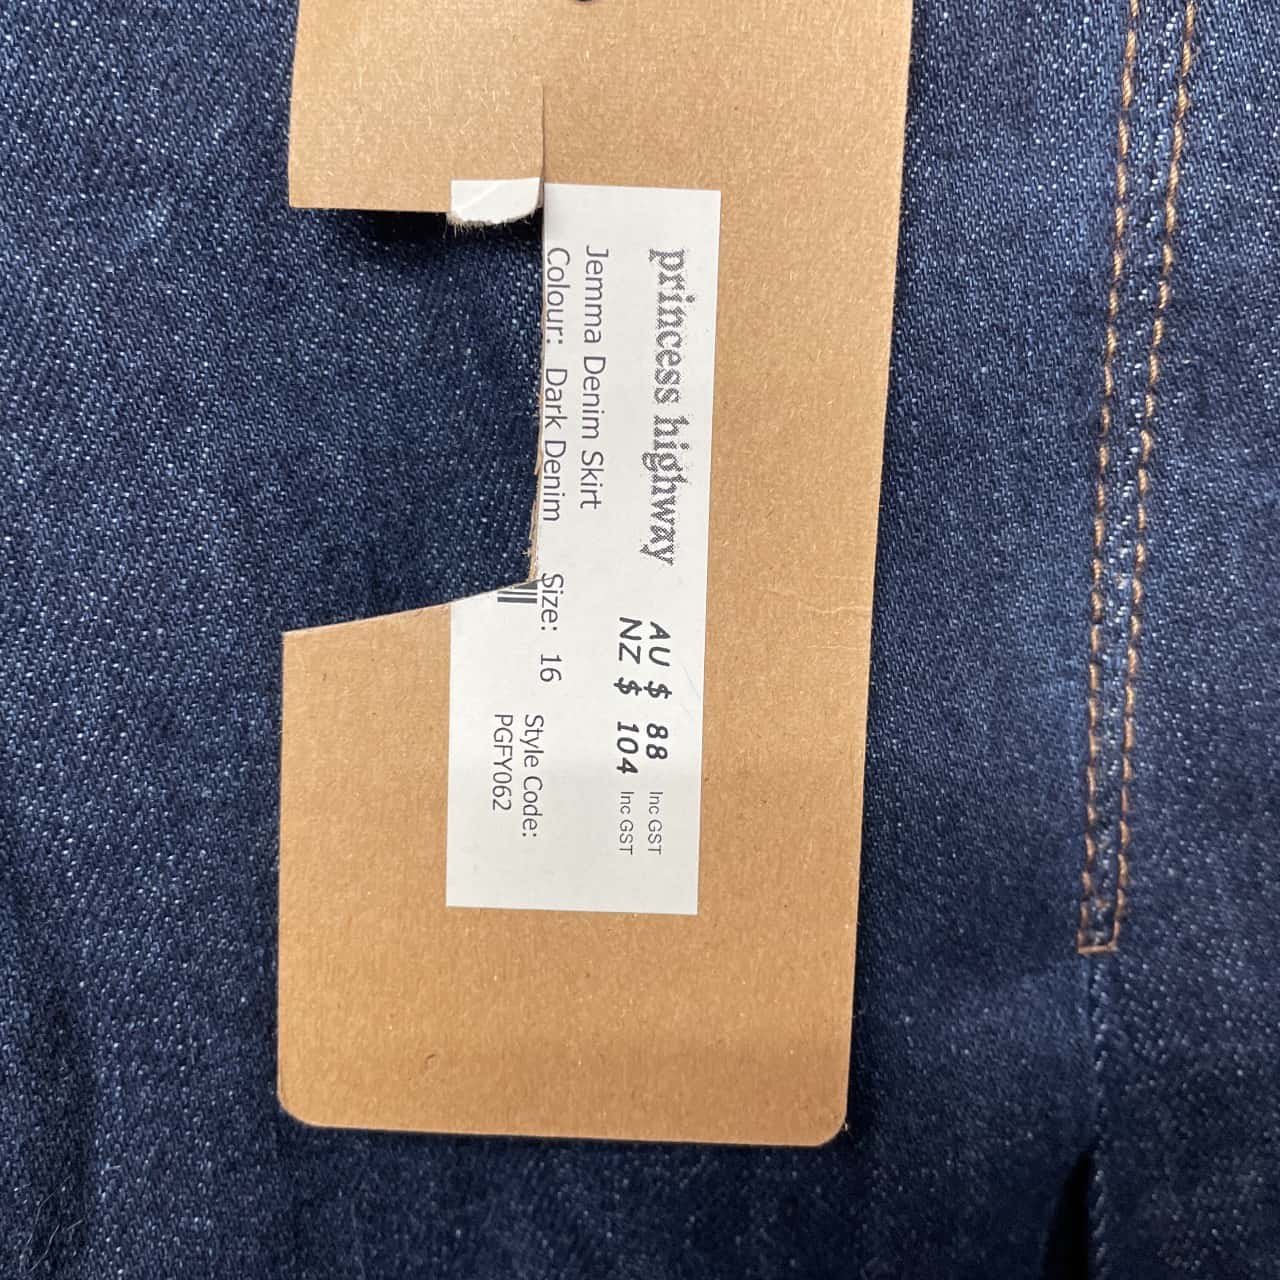 princess highway
AU $ 88 Inc GST
NZ $ 104 Inc GST
Jemma Denim Skirt
Colour: Dark Denim Size: 16
Style Code:
PGFY062